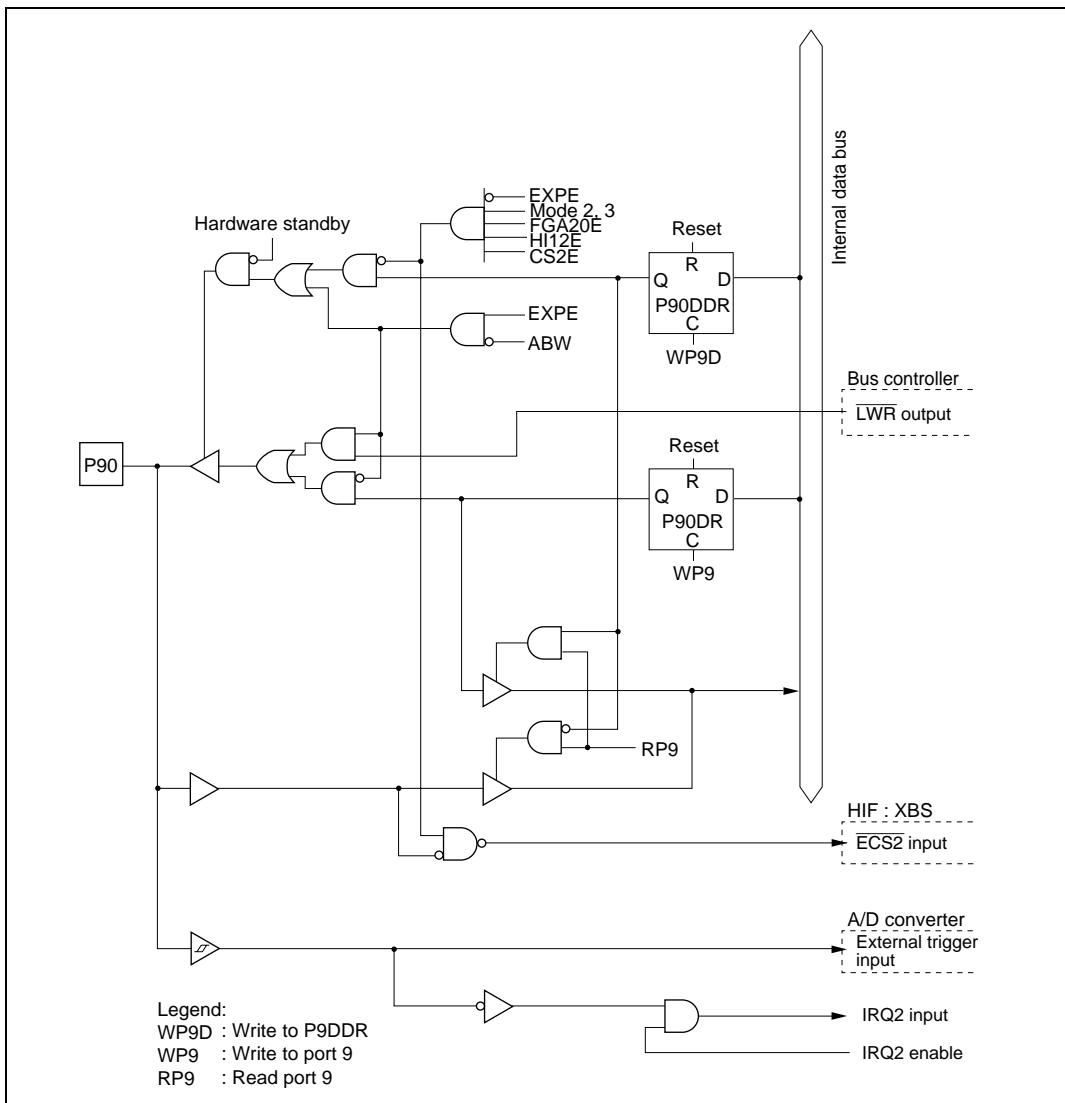 EXPE
Mode 2, 3
FGA20E
HI12E
CS2E
Hardware standby
Reset
R
Q D
P90DDR
C
WP9D
Internal data bus
EXPE
ABW
Bus controller
LWR output
P90
Reset
R
Q D
P90DR
C
WP9
RP9
HIF : XBS
ECS2 input
A/D converter
External trigger
input
IRQ2 input
IRQ2 enable
Legend:
WP9D : Write to P9DDR
WP9 : Write to port 9
RP9 : Read port 9